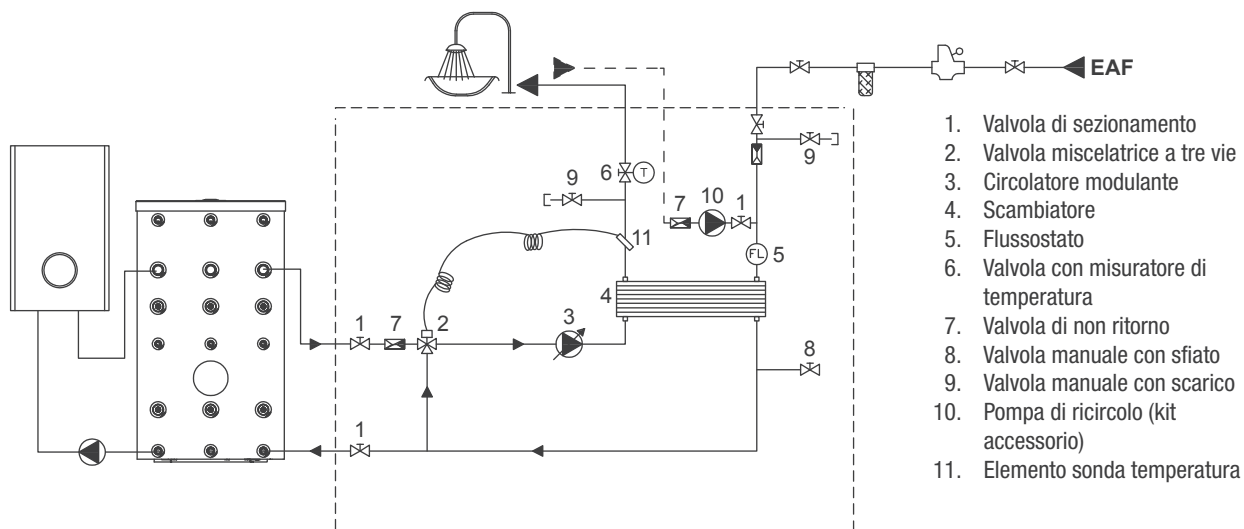 EAF
1. Valvola di sezionamento
2. Valvola miscelatrice a tre vie
3. Circolatore modulante
4. Scambiatore
5. Flussostato
6. Valvola con misuratore di
temperatura
7. Valvola di non ritorno
8. Valvola manuale con sfiato
9. Valvola manuale con scarico
10. Pompa di ricircolo (kit
accessorio)
11. Elemento sonda temperatura
9
6 T
9
7 10 1
11
FL 5
4
1 7 2 3
8
1